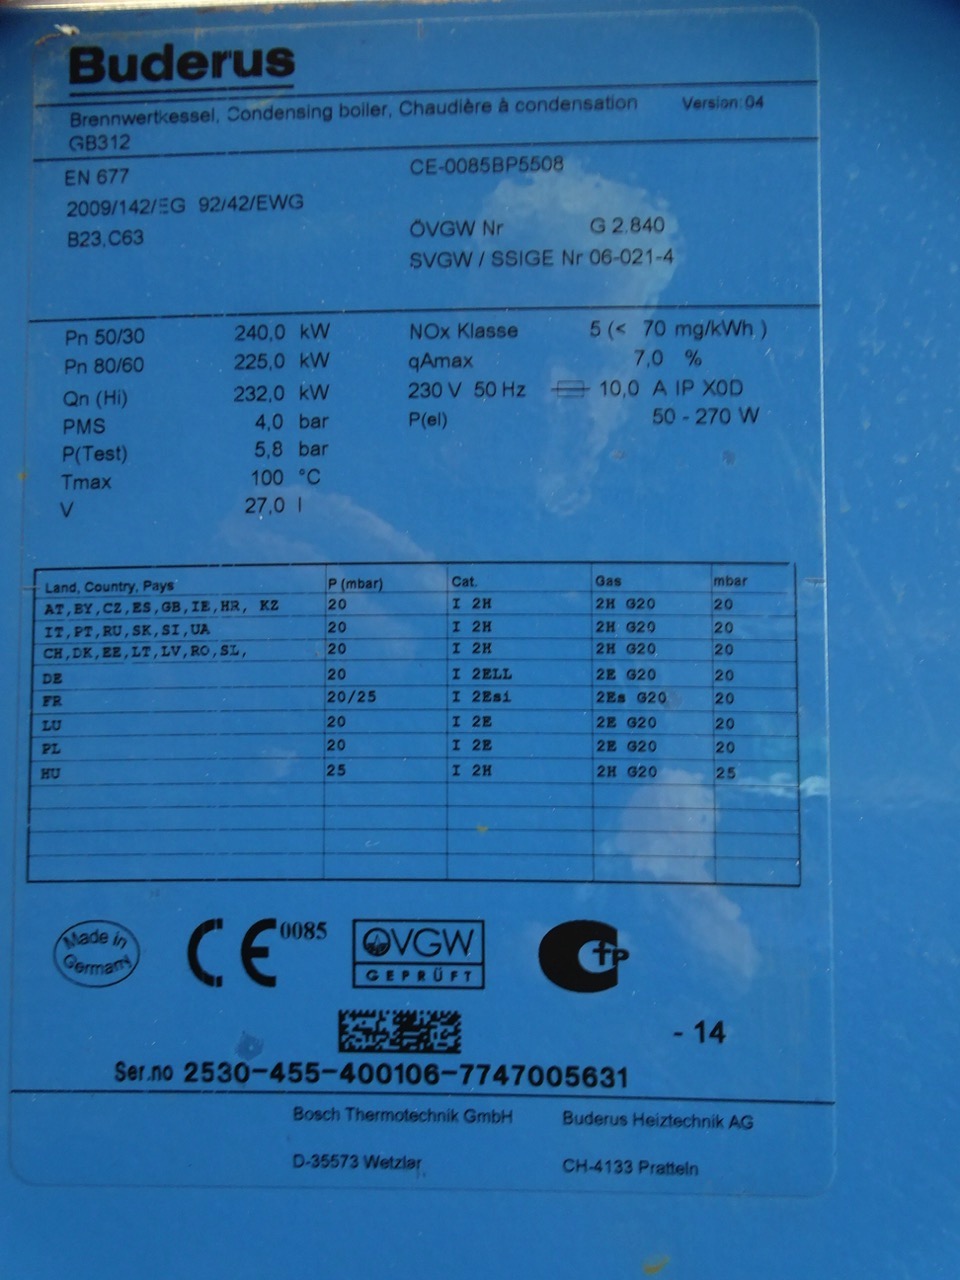 Buderus
Brennwertkessel, Condensing boiler, Chaudière à condensation Version:04
GB312
EN 677 CE-0085BP5508
2009/142/EG 92/42/EWG
B23,C63 ÖVGW Nr G 2.840
SVGW / SSIGE Nr 06-021-4
Pn 50/30 240,0 kW NOx Klasse 5 (< 70 mg/kWh )
Pn 80/60 225,0 kW qAmax 7,0 %
Qn (Hi) 232,0 kW 230 V 50 Hz 10,0 A IP X0D
PMS 4,0 bar P(el) 50 - 270 W
P(Test) 5,8 bar
Tmax 100 °C
V 27,0 l
Land, Country, Pays P (mbar) Cat. Gas mbar
AT,BY,CZ,ES,GB,IE,HR, KZ 20 I 2H 2H G20 20
IT,PT,RU,SK,SI,UA 20 I 2H 2H G20 20
CH,DK,EE,LT,LV,RO,SL, 20 I 2H 2H G20 20
DE 20 I 2ELL 2E G20 20
FR 20/25 I 2Esi 2Es G20 20
LU 20 I 2E 2E G20 20
PL 20 I 2E 2E G20 20
HU 25 I 2H 2H G20 25
Made in Germany
CE 0085
ÖVGW
GEPRÜFT
- 14
Ser.no 2530-455-400106-7747005631
Bosch Thermotechnik GmbH Buderus Heiztechnik AG
D-35573 Wetzlar CH-4133 Pratteln